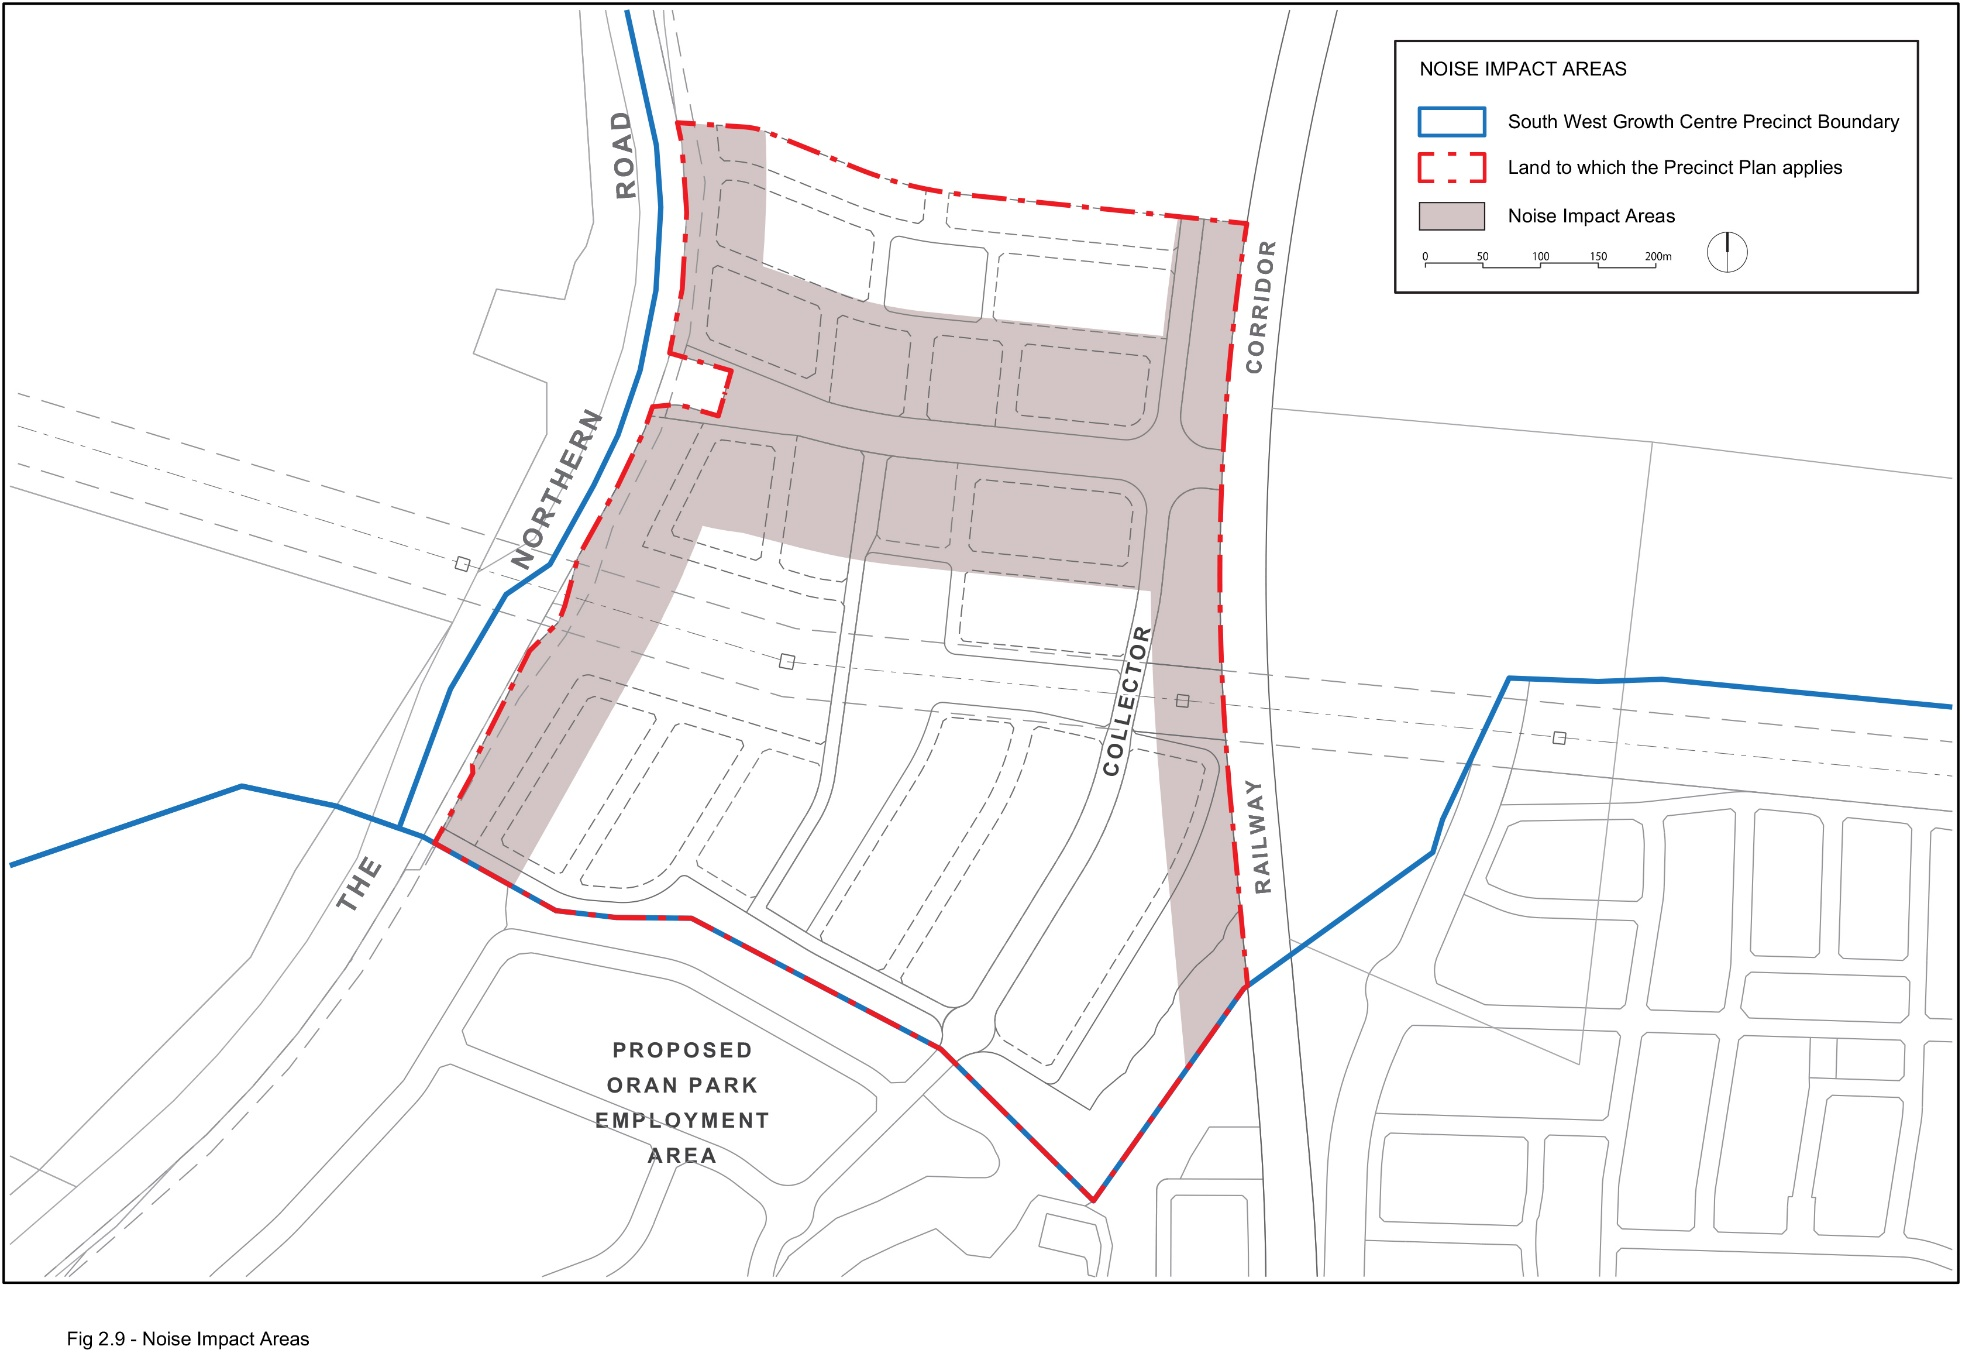 NOISE IMPACT AREAS
South West Growth Centre Precinct Boundary
Land to which the Precinct Plan applies
Noise Impact Areas
0 50 100 150 200m
THE NORTHERN ROAD
RAILWAY CORRIDOR
COLLECTOR
PROPOSED
ORAN PARK
EMPLOYMENT
AREA
Fig 2.9 - Noise Impact Areas